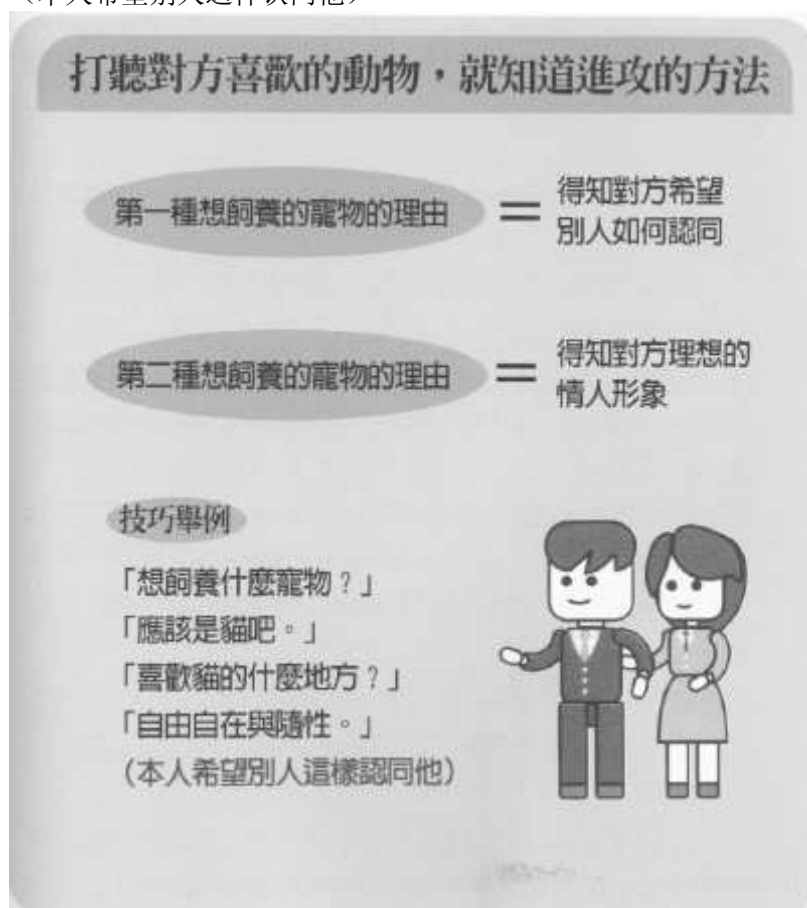 打聽對方喜歡的動物，就知道進攻的方法
第一種想飼養的寵物的理由
＝
得知對方希望
別人如何認同
第二種想飼養的寵物的理由
＝
得知對方理想的
情人形象
技巧舉例
「想飼養什麼寵物？」
「應該是貓吧。」
「喜歡貓的什麼地方？」
「自由自在與隨性。」
（本人希望別人這樣認同他）